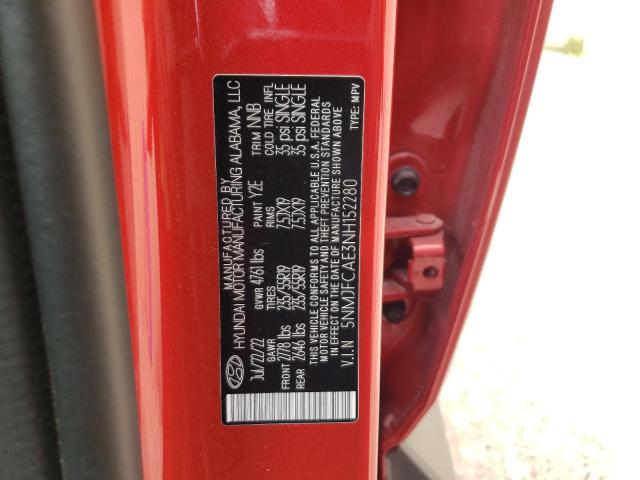 MANUFACTURED BY
HYUNDAI MOTOR MANUFACTURING ALABAMA, LLC
JUL/22/22 GVWR 4761 lbs PAINT V2E TRIM NNB
GAWR TIRES RIMS COLD TIRE INFL
FRONT 2778 lbs 235/55R19 7.5JX19 35 psi SINGLE
REAR 2646 lbs 235/55R19 7.5JX19 35 psi SINGLE
THIS VEHICLE CONFORMS TO ALL APPLICABLE U.S.A. FEDERAL
MOTOR VEHICLE SAFETY AND THEFT PREVENTION STANDARDS
IN EFFECT ON THE DATE OF MANUFACTURE SHOWN ABOVE
V.I.N 5NMJFCAE3NH152280
TYPE: MPV